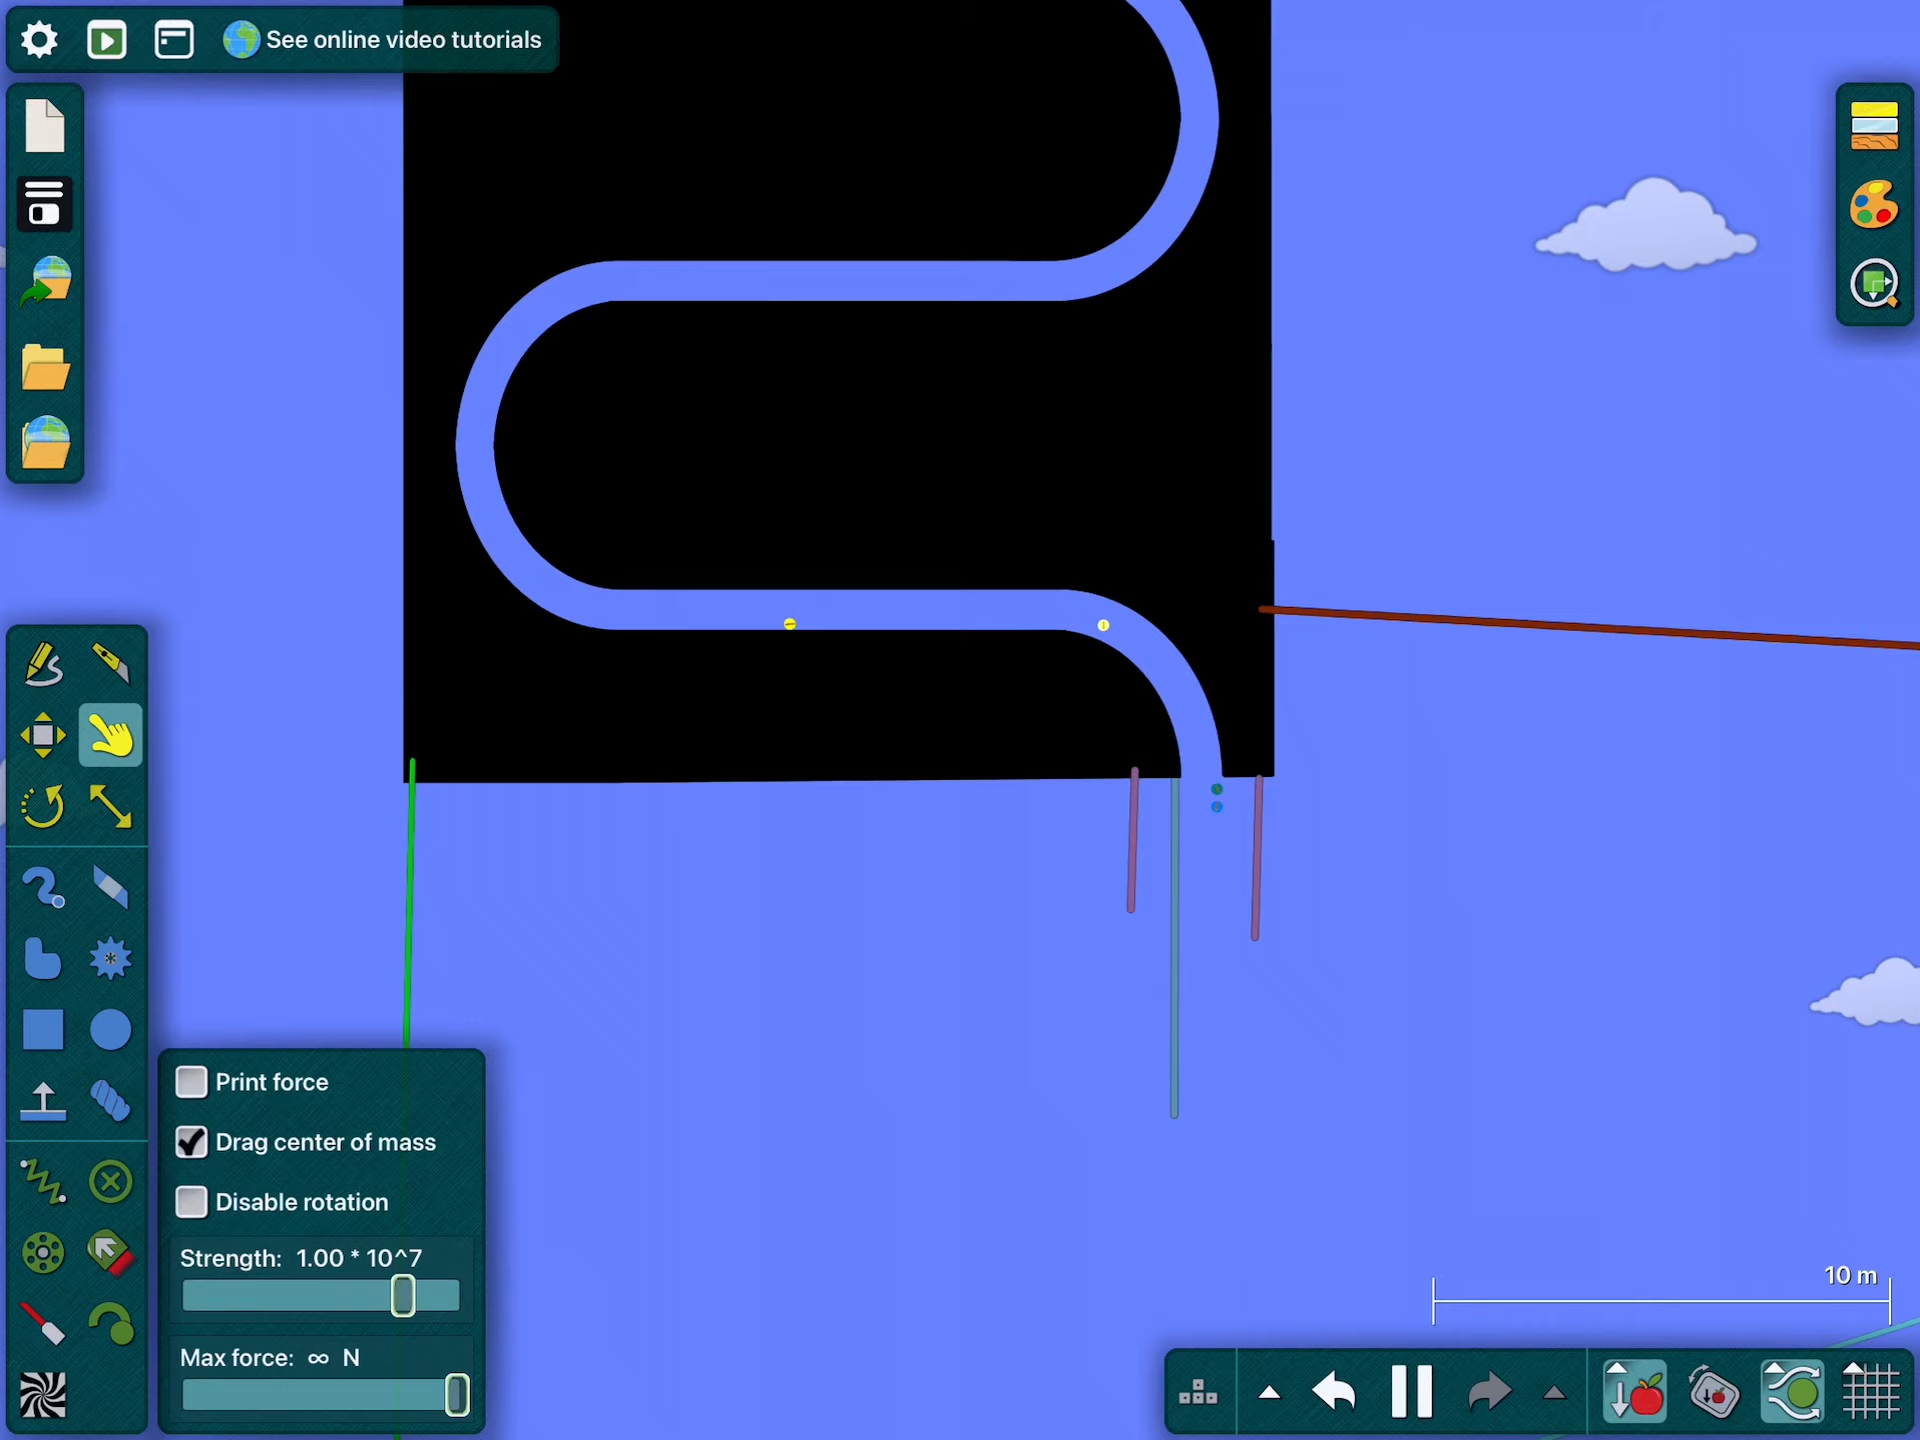 See online video tutorials
Print force
Drag center of mass
Disable rotation
Strength: 1.00 * 10^7
Max force: ∞ N
10 m